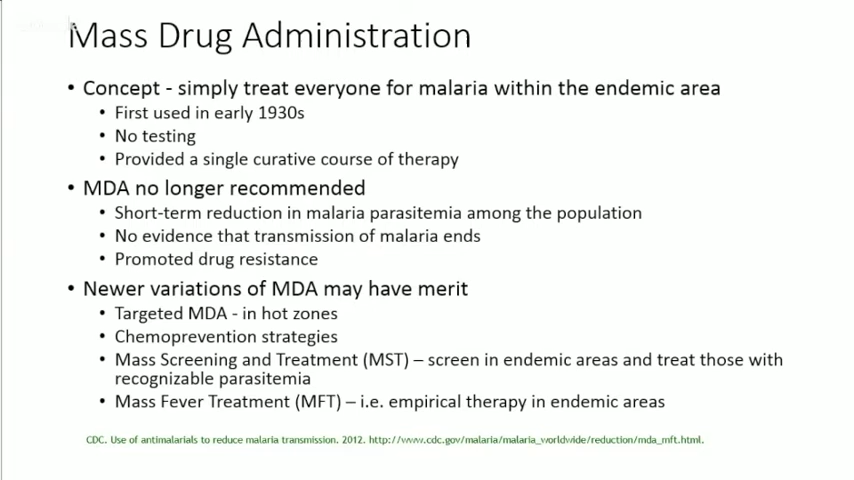 Mass Drug Administration
• Concept - simply treat everyone for malaria within the endemic area
• First used in early 1930s
• No testing
• Provided a single curative course of therapy
• MDA no longer recommended
• Short-term reduction in malaria parasitemia among the population
• No evidence that transmission of malaria ends
• Promoted drug resistance
• Newer variations of MDA may have merit
• Targeted MDA - in hot zones
• Chemoprevention strategies
• Mass Screening and Treatment (MST) – screen in endemic areas and treat those with
recognizable parasitemia
• Mass Fever Treatment (MFT) – i.e. empirical therapy in endemic areas
CDC. Use of antimalarials to reduce malaria transmission. 2012. http://www.cdc.gov/malaria/malaria_worldwide/reduction/mda_mft.html.